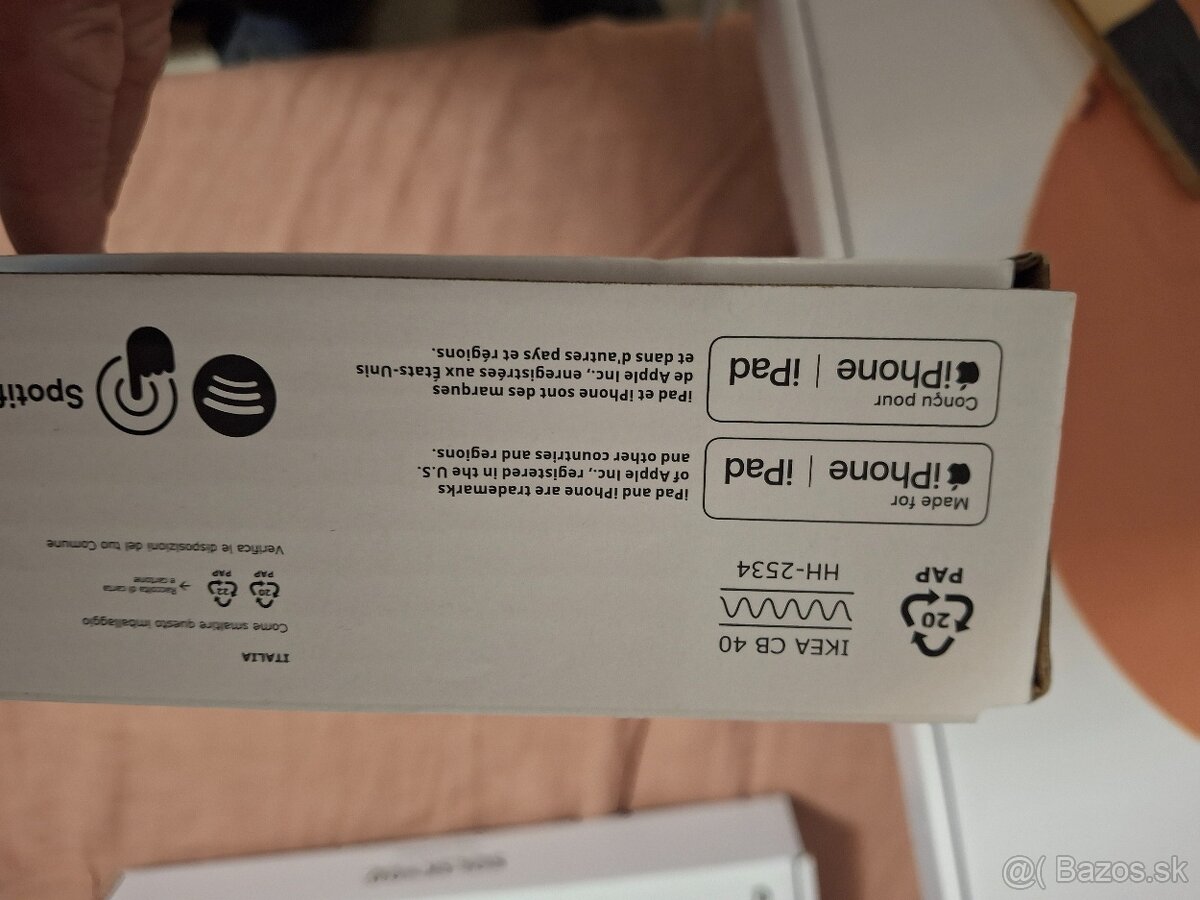 ITALIA
Come smaltire questo imballaggio
20
PAP
22
PAP
Raccolta di carta
e cartone
Verifica le disposizioni del tuo Comune
20
PAP
IKEA CB 40
HH-2534
Made for
iPhone | iPad
iPad and iPhone are trademarks
of Apple Inc., registered in the U.S.
and other countries and regions.
Conçu pour
iPhone | iPad
iPad et iPhone sont des marques
de Apple Inc., enregistrées aux États-Unis
et dans d'autres pays et régions.
Spotif
@( Bazos.sk